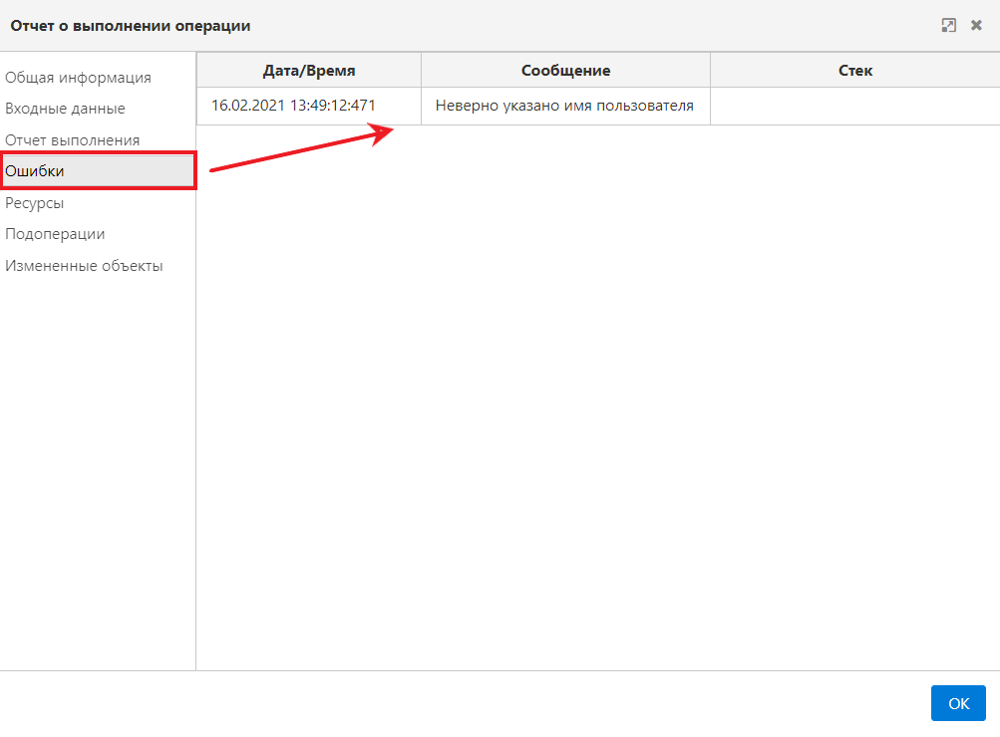 Отчет о выполнении операции
Общая информация
Входные данные
Отчет выполнения
Ошибки
Ресурсы
Подоперации
Измененные объекты
Дата/Время Сообщение Стек
16.02.2021 13:49:12:471 Неверно указано имя пользователя
OK